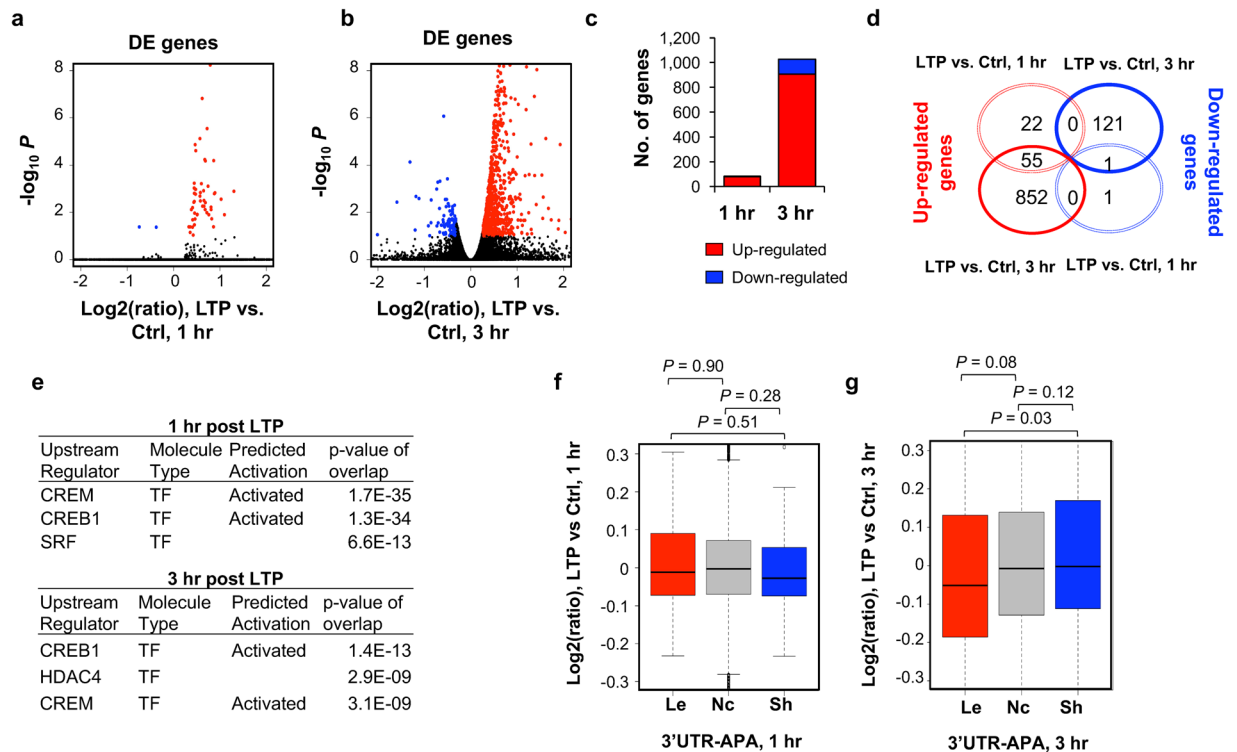 a
DE genes
-log10 P
8
6
4
2
0
-2
-1
0
1
2
Log2(ratio), LTP vs.
Ctrl, 1 hr
b
DE genes
-log10 P
8
6
4
2
0
-2
-1
0
1
2
Log2(ratio), LTP vs.
Ctrl, 3 hr
c
No. of genes
1,200
1,000
800
600
400
200
0
1 hr
3 hr
Up-regulated
Down-regulated
d
LTP vs. Ctrl, 1 hr
LTP vs. Ctrl, 3 hr
Up-regulated
genes
Down-regulated
genes
22
0
121
55
1
852
0
1
LTP vs. Ctrl, 3 hr
LTP vs. Ctrl, 1 hr
e
1 hr post LTP
Upstream Molecule Predicted p-value of
Regulator Type Activation overlap
CREM TF Activated 1.7E-35
CREB1 TF Activated 1.3E-34
SRF TF 6.6E-13
3 hr post LTP
Upstream Molecule Predicted p-value of
Regulator Type Activation overlap
CREB1 TF Activated 1.4E-13
HDAC4 TF 2.9E-09
CREM TF Activated 3.1E-09
f
P = 0.90
P = 0.28
P = 0.51
Log2(ratio), LTP vs Ctrl, 1 hr
0.3
0.2
0.1
0
-0.1
-0.2
-0.3
Le
Nc
Sh
3'UTR-APA, 1 hr
g
P = 0.08
P = 0.12
P = 0.03
Log2(ratio), LTP vs Ctrl, 3 hr
0.3
0.2
0.1
0
-0.1
-0.2
-0.3
Le
Nc
Sh
3'UTR-APA, 3 hr